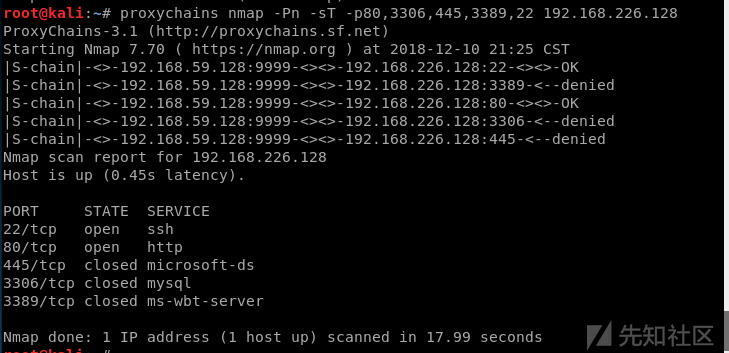 root@kali:~# proxychains nmap -Pn -sT -p80,3306,445,3389,22 192.168.226.128
ProxyChains-3.1 (http://proxychains.sf.net)
Starting Nmap 7.70 ( https://nmap.org ) at 2018-12-10 21:25 CST
|S-chain|-<>-192.168.59.128:9999-<><>-192.168.226.128:22-<><>-OK
|S-chain|-<>-192.168.59.128:9999-<><>-192.168.226.128:3389-<--denied
|S-chain|-<>-192.168.59.128:9999-<><>-192.168.226.128:80-<><>-OK
|S-chain|-<>-192.168.59.128:9999-<><>-192.168.226.128:3306-<--denied
|S-chain|-<>-192.168.59.128:9999-<><>-192.168.226.128:445-<--denied
Nmap scan report for 192.168.226.128
Host is up (0.45s latency).
PORT     STATE  SERVICE
22/tcp   open   ssh
80/tcp   open   http
445/tcp  closed microsoft-ds
3306/tcp closed mysql
3389/tcp closed ms-wbt-server
Nmap done: 1 IP address (1 host up) scanned in 17.99 seconds
先知社区
root@kali:~#